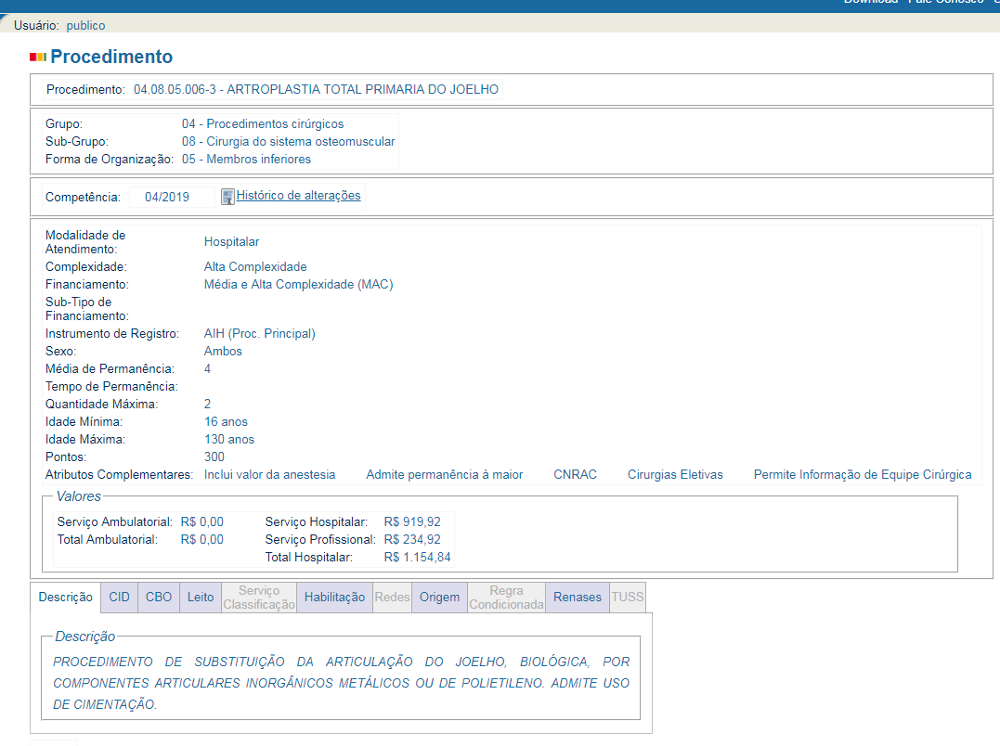 Download Fale Conosco
Usuário: publico
Procedimento
Procedimento: 04.08.05.006-3 - ARTROPLASTIA TOTAL PRIMARIA DO JOELHO
Grupo: 04 - Procedimentos cirúrgicos
Sub-Grupo: 08 - Cirurgia do sistema osteomuscular
Forma de Organização: 05 - Membros inferiores
Competência: 04/2019 Histórico de alterações
Modalidade de
Atendimento: Hospitalar
Complexidade: Alta Complexidade
Financiamento: Média e Alta Complexidade (MAC)
Sub-Tipo de
Financiamento:
Instrumento de Registro: AIH (Proc. Principal)
Sexo: Ambos
Média de Permanência: 4
Tempo de Permanência:
Quantidade Máxima: 2
Idade Mínima: 16 anos
Idade Máxima: 130 anos
Pontos: 300
Atributos Complementares: Inclui valor da anestesia Admite permanência à maior CNRAC Cirurgias Eletivas Permite Informação de Equipe Cirúrgica
Valores
Serviço Ambulatorial: R$ 0,00 Serviço Hospitalar: R$ 919,92
Total Ambulatorial: R$ 0,00 Serviço Profissional: R$ 234,92
Total Hospitalar: R$ 1.154,84
Descrição CID CBO Leito Serviço Classificação Habilitação Redes Origem Regra Condicionada Renases TUSS
Descrição
PROCEDIMENTO DE SUBSTITUIÇÃO DA ARTICULAÇÃO DO JOELHO, BIOLÓGICA, POR
COMPONENTES ARTICULARES INORGÂNICOS METÁLICOS OU DE POLIETILENO. ADMITE USO
DE CIMENTAÇÃO.